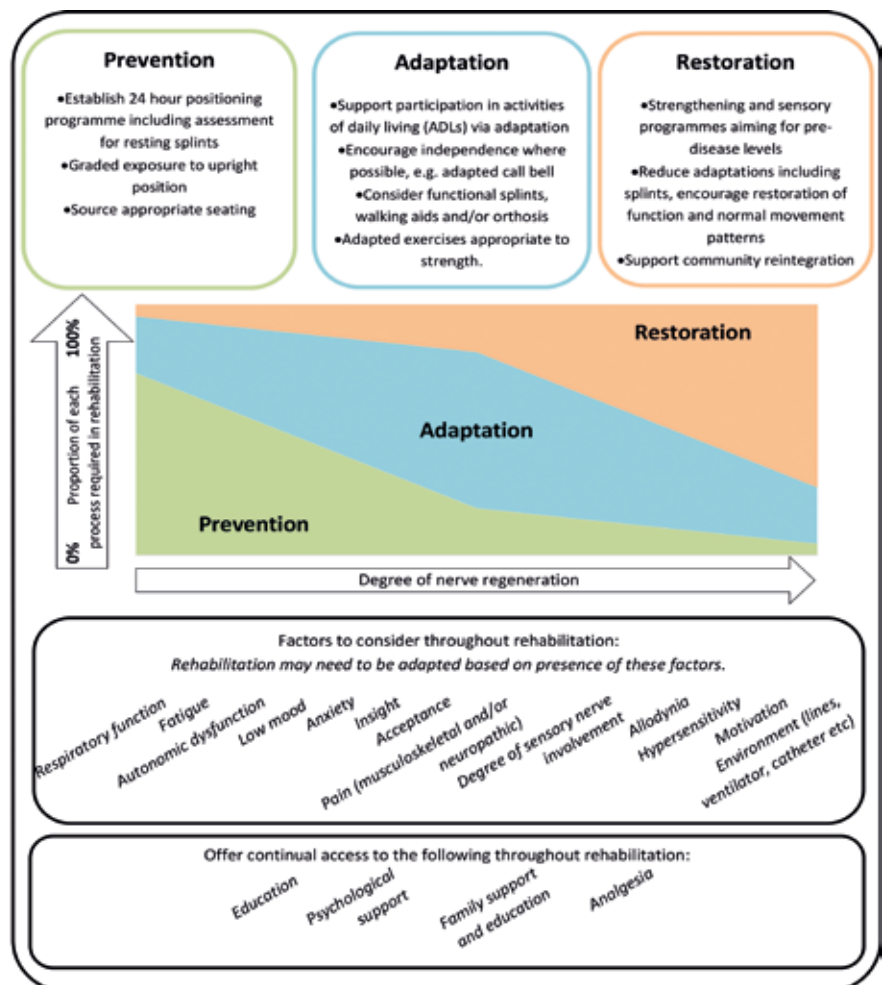 Prevention
•Establish 24 hour positioning
programme including assessment
for resting splints
•Graded exposure to upright
position
•Source appropriate seating
Adaptation
•Support participation in activities
of daily living (ADLs) via adaptation
•Encourage independence where
possible, e.g. adapted call bell
•Consider functional splints,
walking aids and/or orthosis
•Adapted exercises appropriate to
strength.
Restoration
•Strengthening and sensory
programmes aiming for pre-
disease levels
•Reduce adaptations including
splints, encourage restoration of
function and normal movement
patterns
•Support community reintegration
0% Proportion of each 100%
process required in rehabilitation
Restoration
Adaptation
Prevention
Degree of nerve regeneration
Factors to consider throughout rehabilitation:
Rehabilitation may need to be adapted based on presence of these factors.
Respiratory function
Fatigue
Autonomic dysfunction
Low mood
Anxiety
Insight
Acceptance
Pain (musculoskeletal and/or
neuropathic)
Degree of sensory nerve
involvement
Allodynia
Hypersensitivity
Motivation
Environment (lines,
ventilator, catheter etc)
Offer continual access to the following throughout rehabilitation:
Education
Psychological
support
Family support
and education
Analgesia